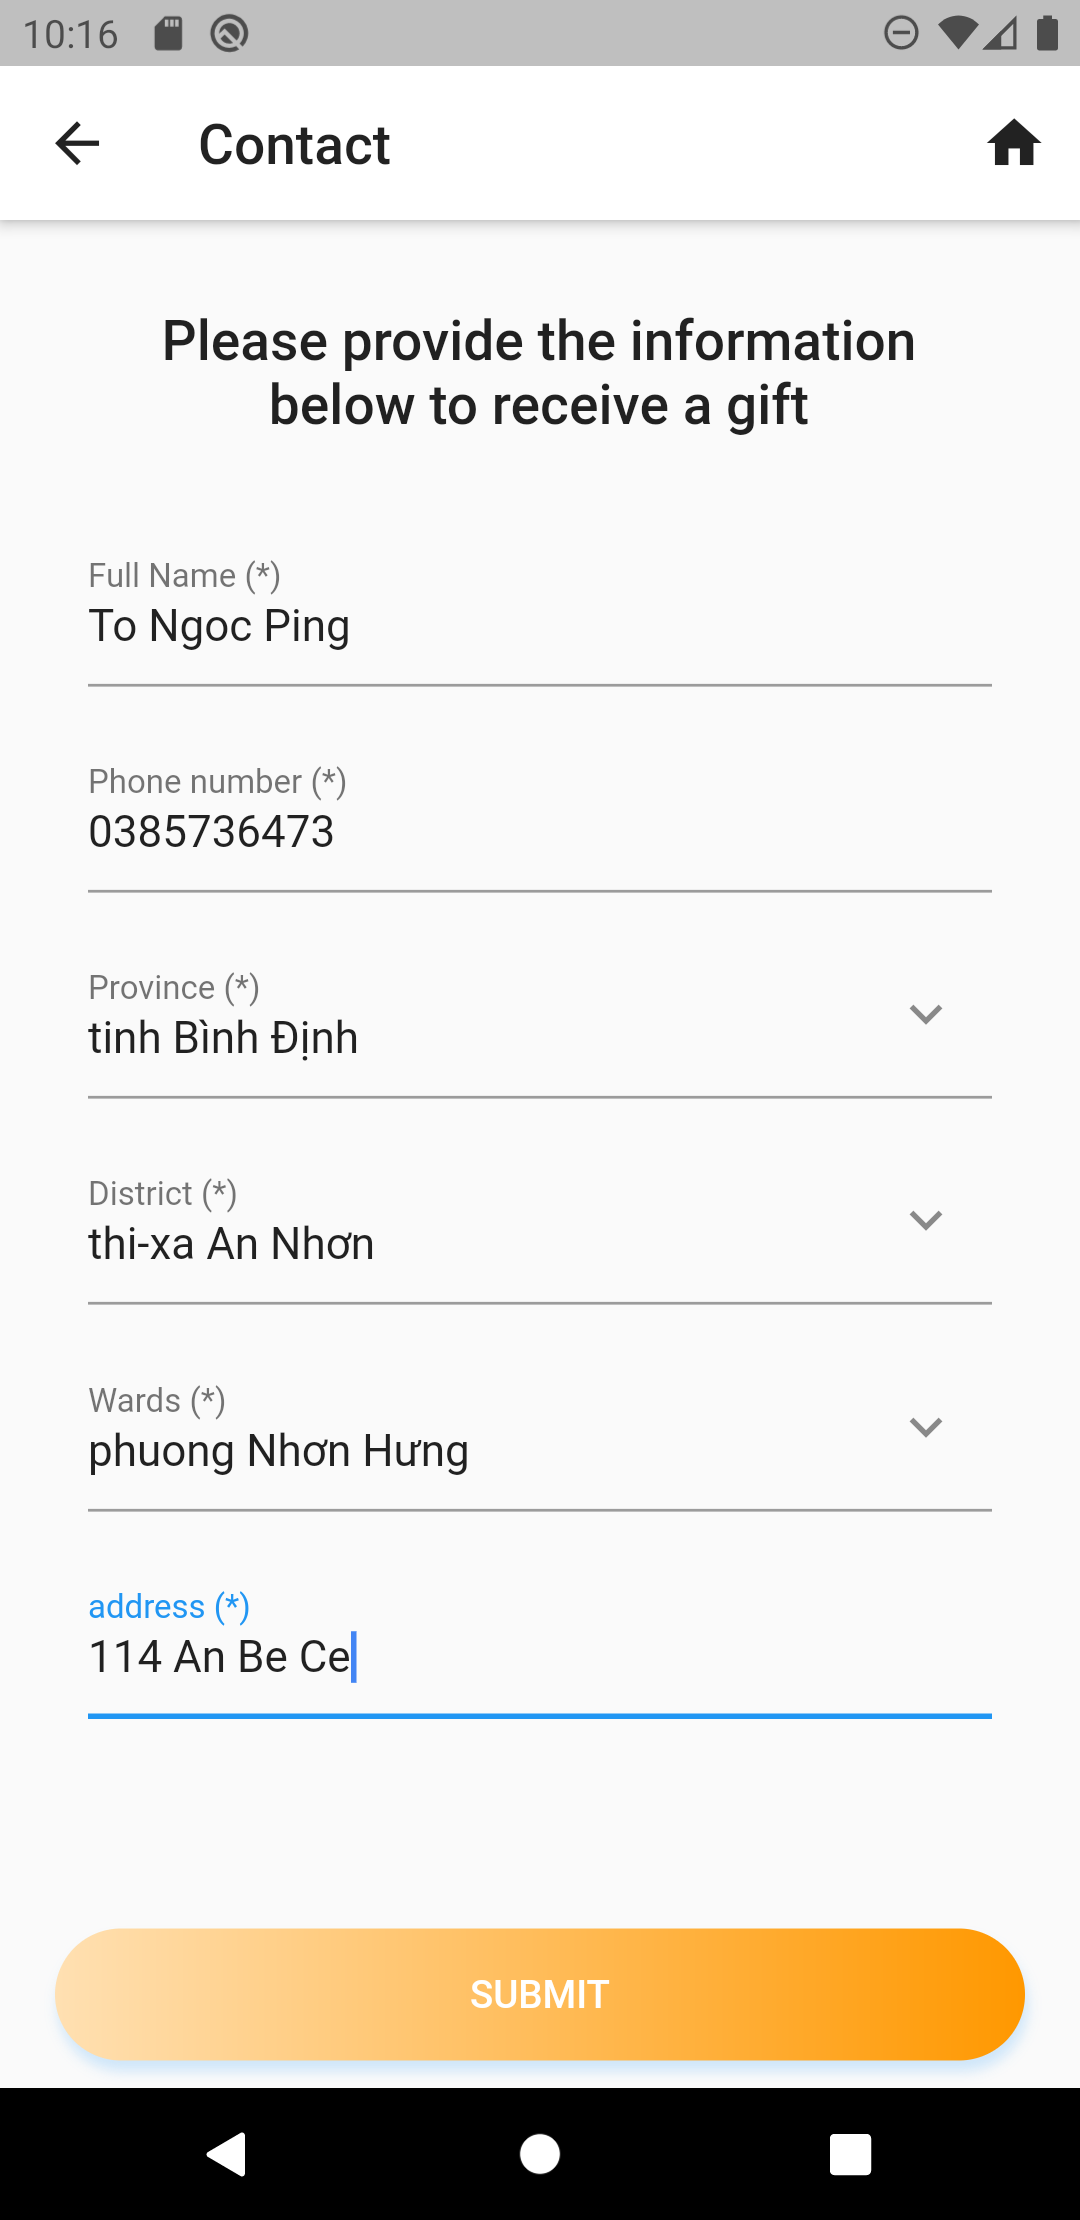 10:16
Contact
Please provide the information
below to receive a gift
Full Name (*)
To Ngoc Ping
Phone number (*)
0385736473
Province (*)
tinh Bình Định
District (*)
thi-xa An Nhơn
Wards (*)
phuong Nhơn Hưng
address (*)
114 An Be Ce
SUBMIT